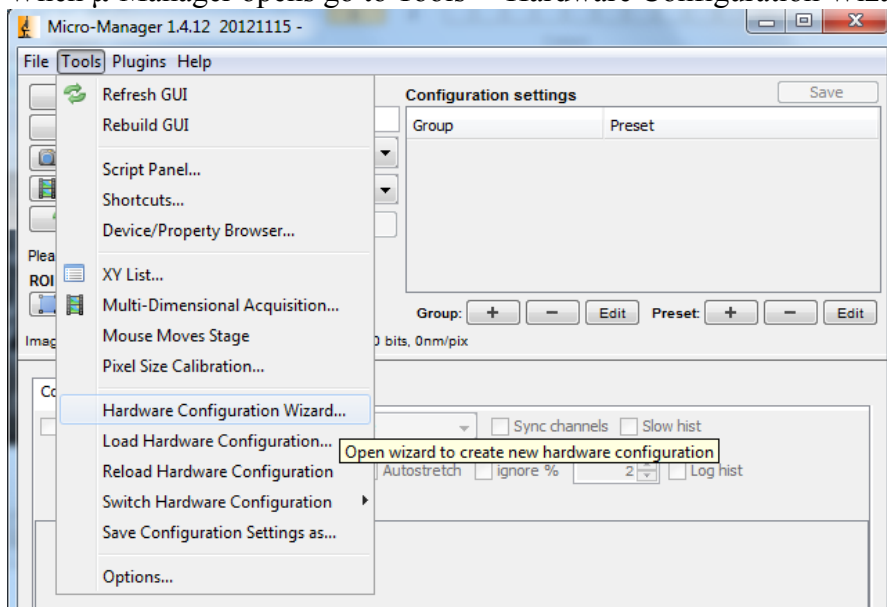 When µ-Manager opens go to Tools Hardware Configuration
Micro-Manager 1.4.12 20121115 -
File Tools Plugins Help
Refresh GUI
Rebuild GUI
Script Panel...
Shortcuts...
Device/Property Browser...
XY List...
Multi-Dimensional Acquisition...
Mouse Moves Stage
Pixel Size Calibration...
Hardware Configuration Wizard...
Load Hardware Configuration...
Reload Hardware Configuration
Switch Hardware Configuration
Save Configuration Settings as...
Options...
Configuration settings Save
Group Preset
Plea
ROI
Group: + - Edit Preset: + - Edit
Imag bits, 0nm/pix
Sync channels Slow hist
Open wizard to create new hardware configuration
Autostretch ignore % 2 Log hist